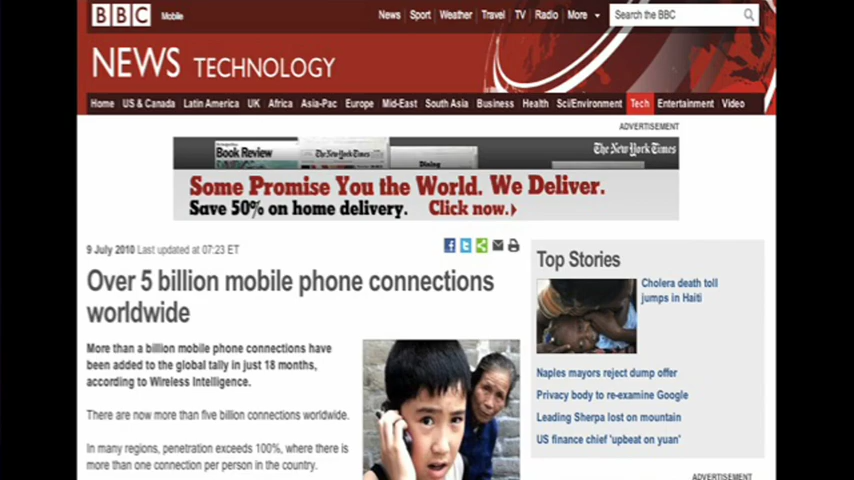 BBC Mobile News Sport Weather Travel TV Radio More Search the BBC
NEWS TECHNOLOGY
Home US & Canada Latin America UK Africa Asia-Pac Europe Mid-East South Asia Business Health Sci/Environment Tech Entertainment Video
ADVERTISEMENT
Book Review The New York Times Dining The New York Times
Some Promise You the World. We Deliver.
Save 50% on home delivery. Click now.
9 July 2010 Last updated at 07:23 ET
Over 5 billion mobile phone connections
worldwide
More than a billion mobile phone connections have
been added to the global tally in just 18 months,
according to Wireless Intelligence.
There are now more than five billion connections worldwide.
In many regions, penetration exceeds 100%, where there is
more than one connection per person in the country.
Top Stories
Cholera death toll
jumps in Haiti
Naples mayors reject dump offer
Privacy body to re-examine Google
Leading Sherpa lost on mountain
US finance chief 'upbeat on yuan'
ADVERTISEMENT